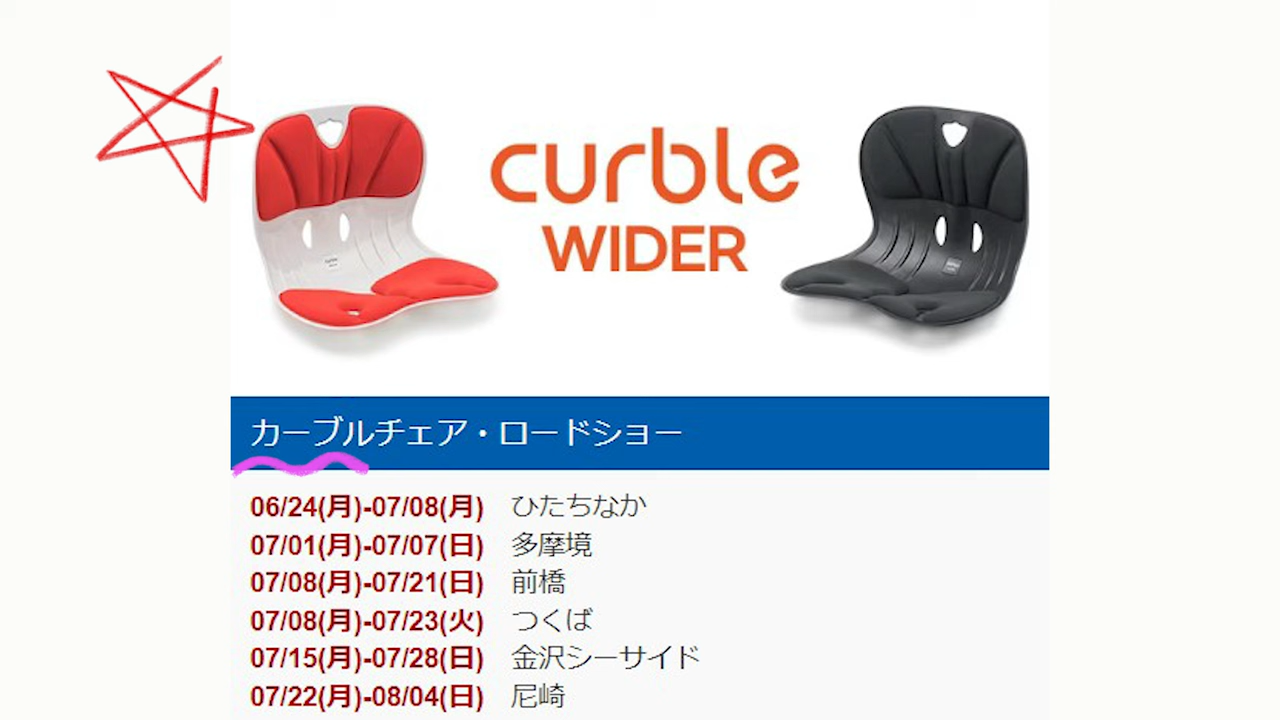 curble
WIDER
カーブルチェア・ロードショー
06/24(月)-07/08(月) ひたちなか
07/01(月)-07/07(日) 多摩境
07/08(月)-07/21(日) 前橋
07/08(月)-07/23(火) つくば
07/15(月)-07/28(日) 金沢シーサイド
07/22(月)-08/04(日) 尼崎